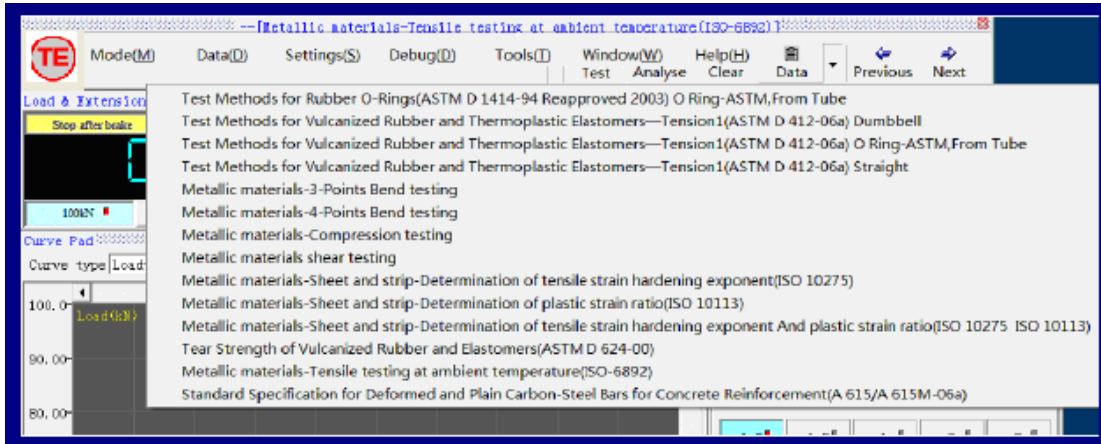 --[Metallic materials-Tensile testing at ambient temperature(ISO-6892)]
TE
Mode(M) Data(D) Settings(S) Debug(D) Tools(T) Window(W) Help(H)
Test Analyse Clear Data Previous Next
Load & Extension
Stop after brake
100kN
Curve Pad
Curve type Load
100.0
Load(kN)
90.00
80.00
Test Methods for Rubber O-Rings(ASTM D 1414-94 Reapproved 2003) O Ring-ASTM,From Tube
Test Methods for Vulcanized Rubber and Thermoplastic Elastomers—Tension1(ASTM D 412-06a) Dumbbell
Test Methods for Vulcanized Rubber and Thermoplastic Elastomers—Tension1(ASTM D 412-06a) O Ring-ASTM,From Tube
Test Methods for Vulcanized Rubber and Thermoplastic Elastomers—Tension1(ASTM D 412-06a) Straight
Metallic materials-3-Points Bend testing
Metallic materials-4-Points Bend testing
Metallic materials-Compression testing
Metallic materials shear testing
Metallic materials-Sheet and strip-Determination of tensile strain hardening exponent(ISO 10275)
Metallic materials-Sheet and strip-Determination of plastic strain ratio(ISO 10113)
Metallic materials-Sheet and strip-Determination of tensile strain hardening exponent And plastic strain ratio(ISO 10275 ISO 10113)
Tear Strength of Vulcanized Rubber and Elastomers(ASTM D 624-00)
Metallic materials-Tensile testing at ambient temperature(ISO-6892)
Standard Specification for Deformed and Plain Carbon-Steel Bars for Concrete Reinforcement(A 615/A 615M-06a)